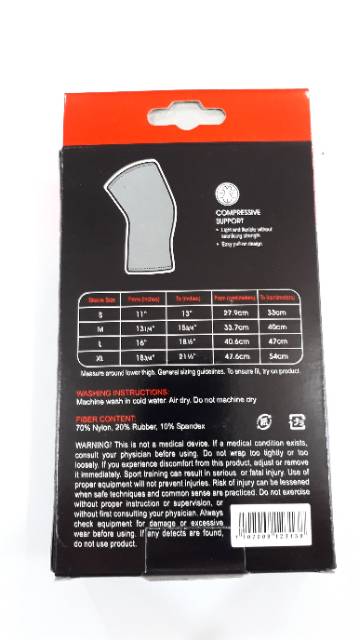 COMPRESSIVE
SUPPORT
• Light and flexible without
sacrificing strength
• Easy pull-on design
Sleeve Size From (inches) To (inches) From (centimeters) To (centimeters)
S 11" 13" 27.9cm 33cm
M 131/4" 153/4" 33.7cm 40cm
L 16" 18½" 40.6cm 47cm
XL 183/4" 21½" 47.6cm 54cm
Measure around lower thigh. General sizing guidelines. To ensure fit, try on product.
WASHING INSTRUCTIONS:
Machine wash in cold water. Air dry. Do not machine dry
FIBER CONTENT:
70% Nylon, 20% Rubber, 10% Spandex
WARNING! This is not a medical device. If a medical condition exists,
consult your physician before using. Do not wrap too tightly or too
loosely. If you experience discomfort from this product, adjust or remove
it immediately. Sport training can result in serious or fatal injury. Use of
proper equipment will not prevent injuries. Risk of injury can be lessened
when safe techniques and common sense are practiced. Do not exercise
without proper instruction or supervision, or
without first consulting your physician. Always
check equipment for damage or excessive
wear before using. If any defects are found,
do not use product.